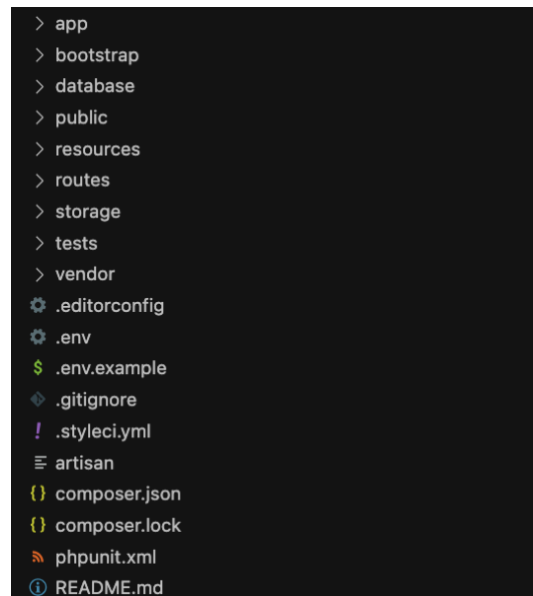 app
bootstrap
database
public
resources
routes
storage
tests
vendor
.editorconfig
.env
.env.example
.gitignore
.styleci.yml
artisan
composer.json
composer.lock
phpunit.xml
README.md